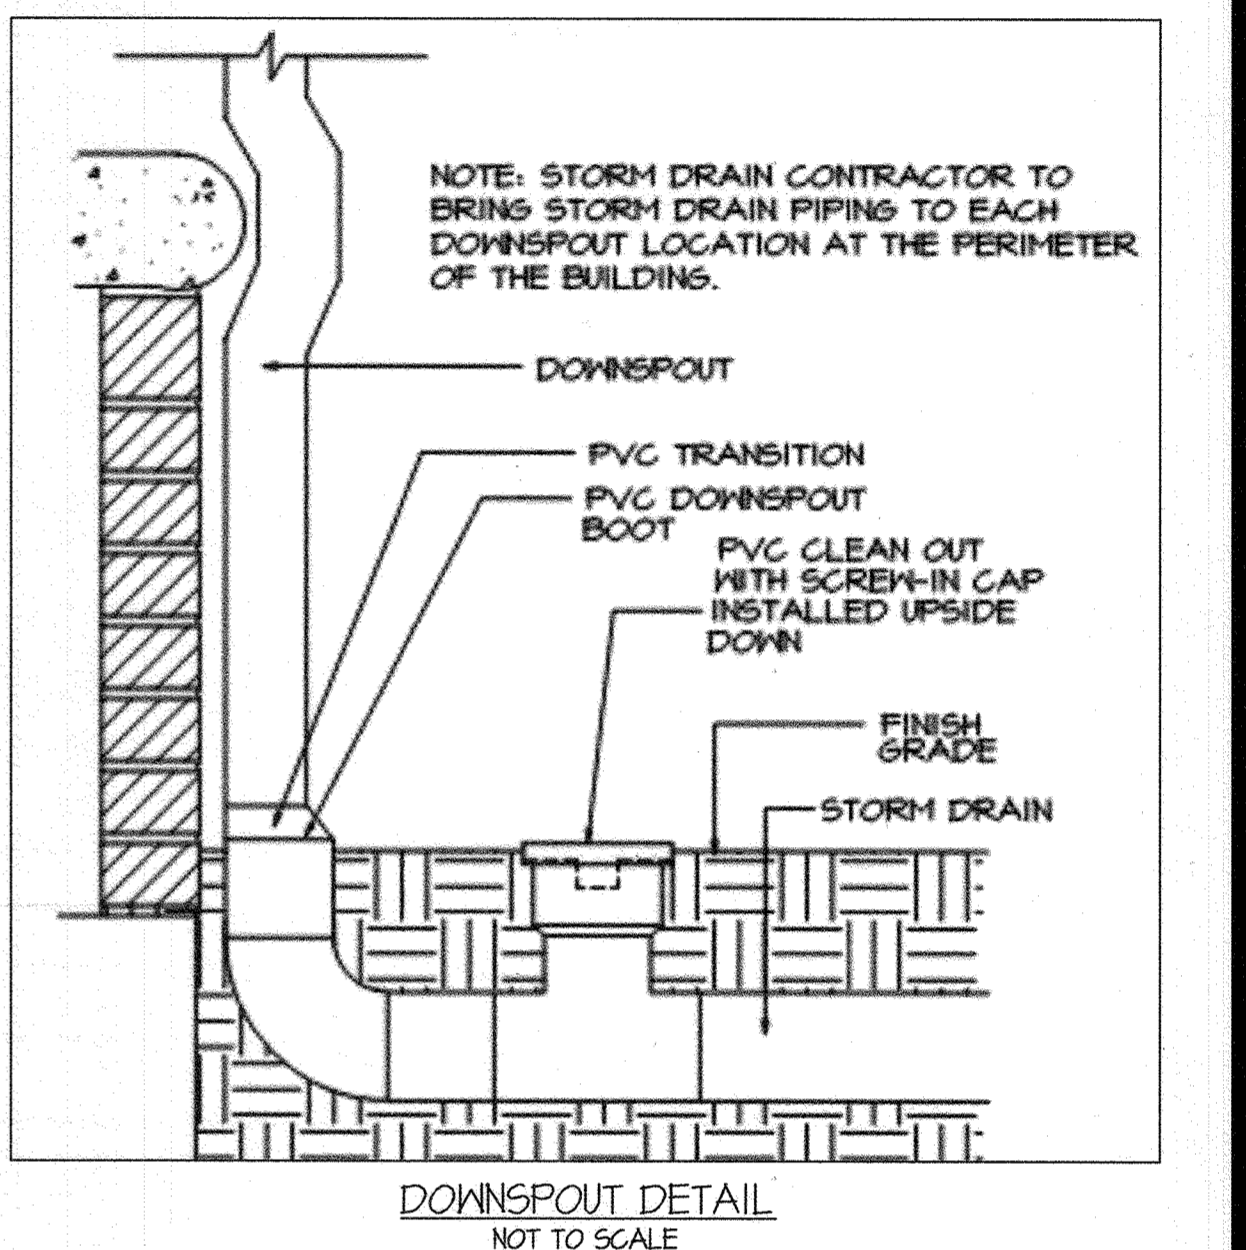 NOTE: STORM DRAIN CONTRACTOR TO
BRING STORM DRAIN PIPING TO EACH
DOWNSPOUT LOCATION AT THE PERIMETER
OF THE BUILDING.
DOWNSPOUT
PVC TRANSITION
PVC DOWNSPOUT
BOOT
PVC CLEAN OUT
WITH SCREW-IN CAP
INSTALLED UPSIDE
DOWN
FINISH
GRADE
STORM DRAIN
DOWNSPOUT DETAIL
NOT TO SCALE